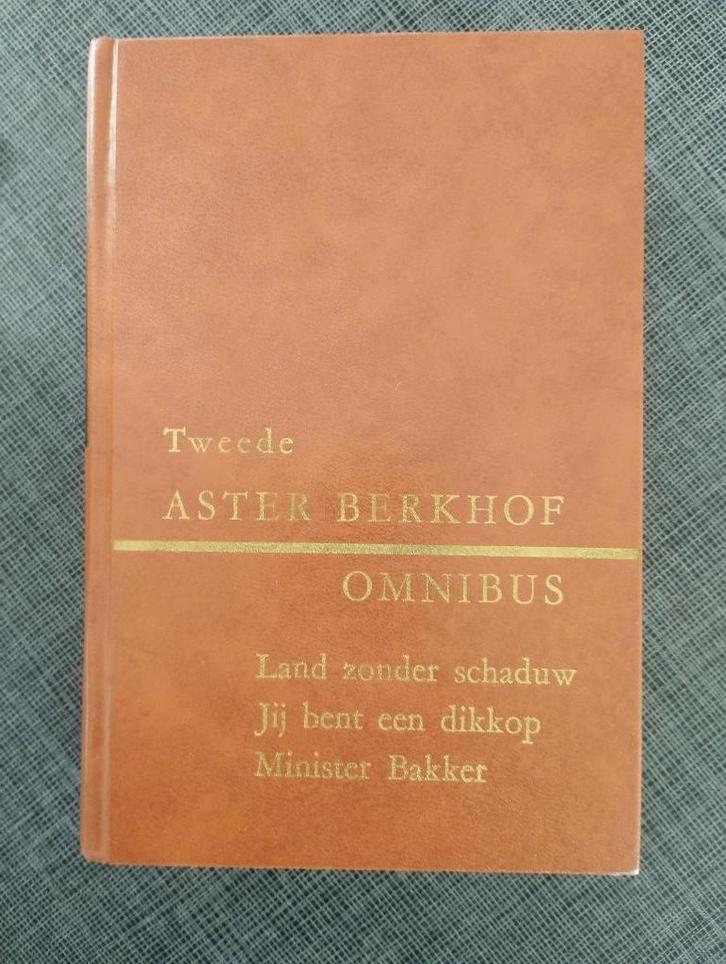 Tweede
ASTER BERKHOF
OMNIBUS
Land zonder schaduw
Jij bent een dikkop
Minister Bakker